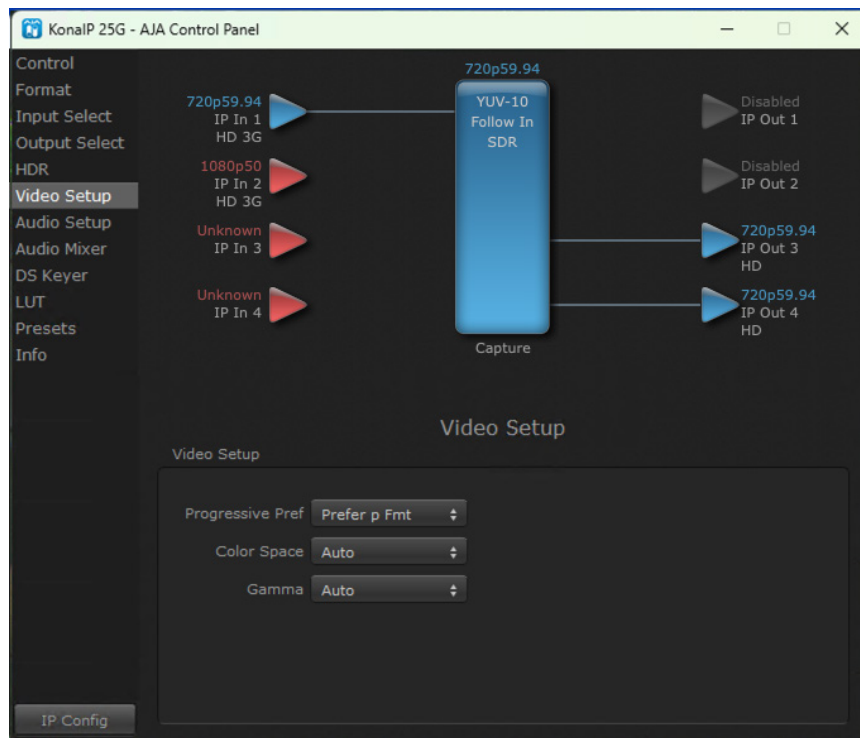 KonaIP 25G - AJA Control Panel
Control
Format
Input Select
Output Select
HDR
Video Setup
Audio Setup
Audio Mixer
DS Keyer
LUT
Presets
Info
IP Config
720p59.94
IP In 1
HD 3G
1080p50
IP In 2
HD 3G
Unknown
IP In 3
Unknown
IP In 4
720p59.94
YUV-10
Follow In
SDR
Capture
Disabled
IP Out 1
Disabled
IP Out 2
720p59.94
IP Out 3
HD
720p59.94
IP Out 4
HD
Video Setup
Video Setup
Progressive Pref Prefer p Fmt
Color Space Auto
Gamma Auto